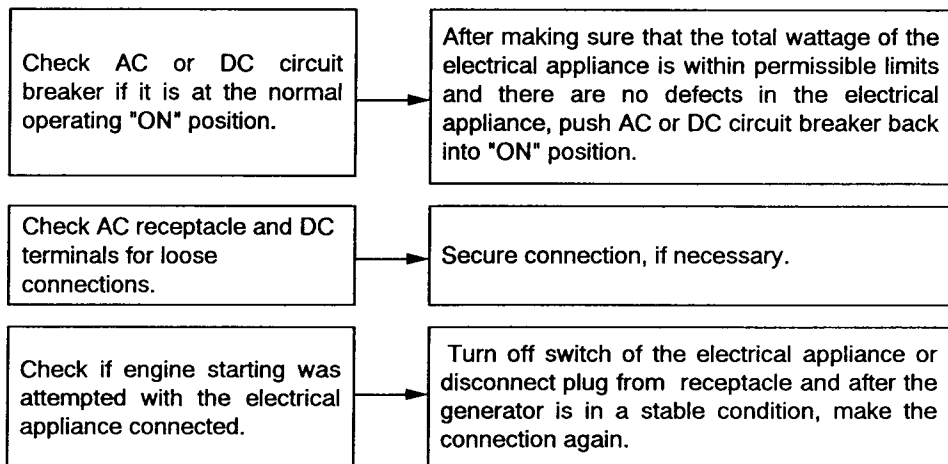 Check AC or DC circuit
breaker if it is at the normal
operating "ON" position.
After making sure that the total wattage of the
electrical appliance is within permissible limits
and there are no defects in the electrical
appliance, push AC or DC circuit breaker back
into "ON" position.
Check AC receptacle and DC
terminals for loose
connections.
Secure connection, if necessary.
Check if engine starting was
attempted with the electrical
appliance connected.
Turn off switch of the electrical appliance or
disconnect plug from receptacle and after the
generator is in a stable condition, make the
connection again.